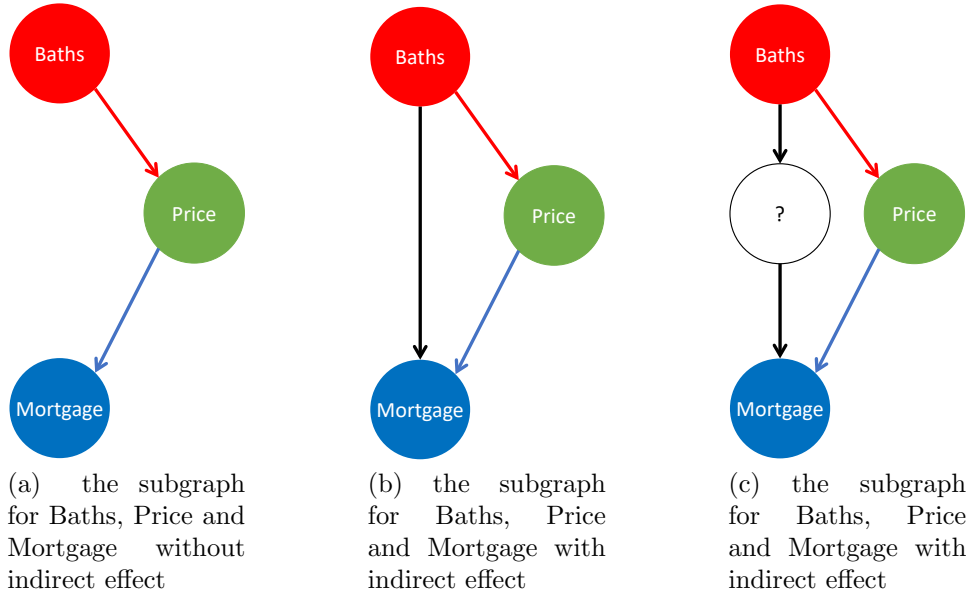 Baths
Price
Mortgage
(a) the subgraph
for Baths, Price and
Mortgage without
indirect effect
Baths
Price
Mortgage
(b) the subgraph
for Baths, Price
and Mortgage with
indirect effect
Baths
?
Price
Mortgage
(c) the subgraph
for Baths, Price
and Mortgage with
indirect effect